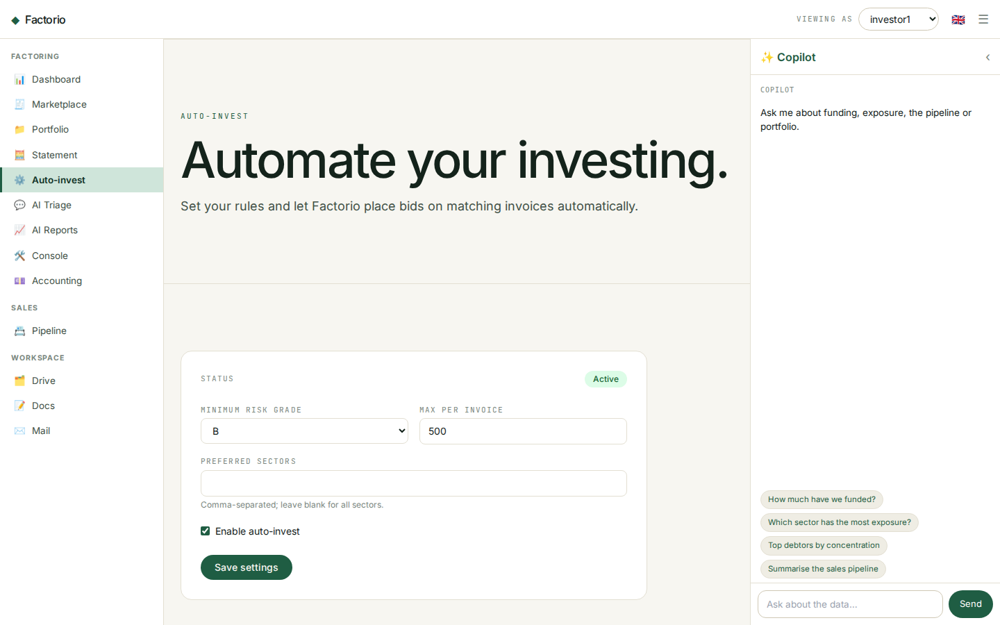 Factorio
VIEWING AS
investor1
FACTORING
Dashboard
Marketplace
Portfolio
Statement
Auto-invest
AI Triage
AI Reports
Console
Accounting
SALES
Pipeline
WORKSPACE
Drive
Docs
Mail
AUTO-INVEST
Automate your investing.
Set your rules and let Factorio place bids on matching invoices automatically.
STATUS
Active
MINIMUM RISK GRADE
MAX PER INVOICE
B
500
PREFERRED SECTORS
Comma-separated; leave blank for all sectors.
Enable auto-invest
Save settings
✨ Copilot
COPILOT
Ask me about funding, exposure, the pipeline or
portfolio.
How much have we funded?
Which sector has the most exposure?
Top debtors by concentration
Summarise the sales pipeline
Ask about the data...
Send